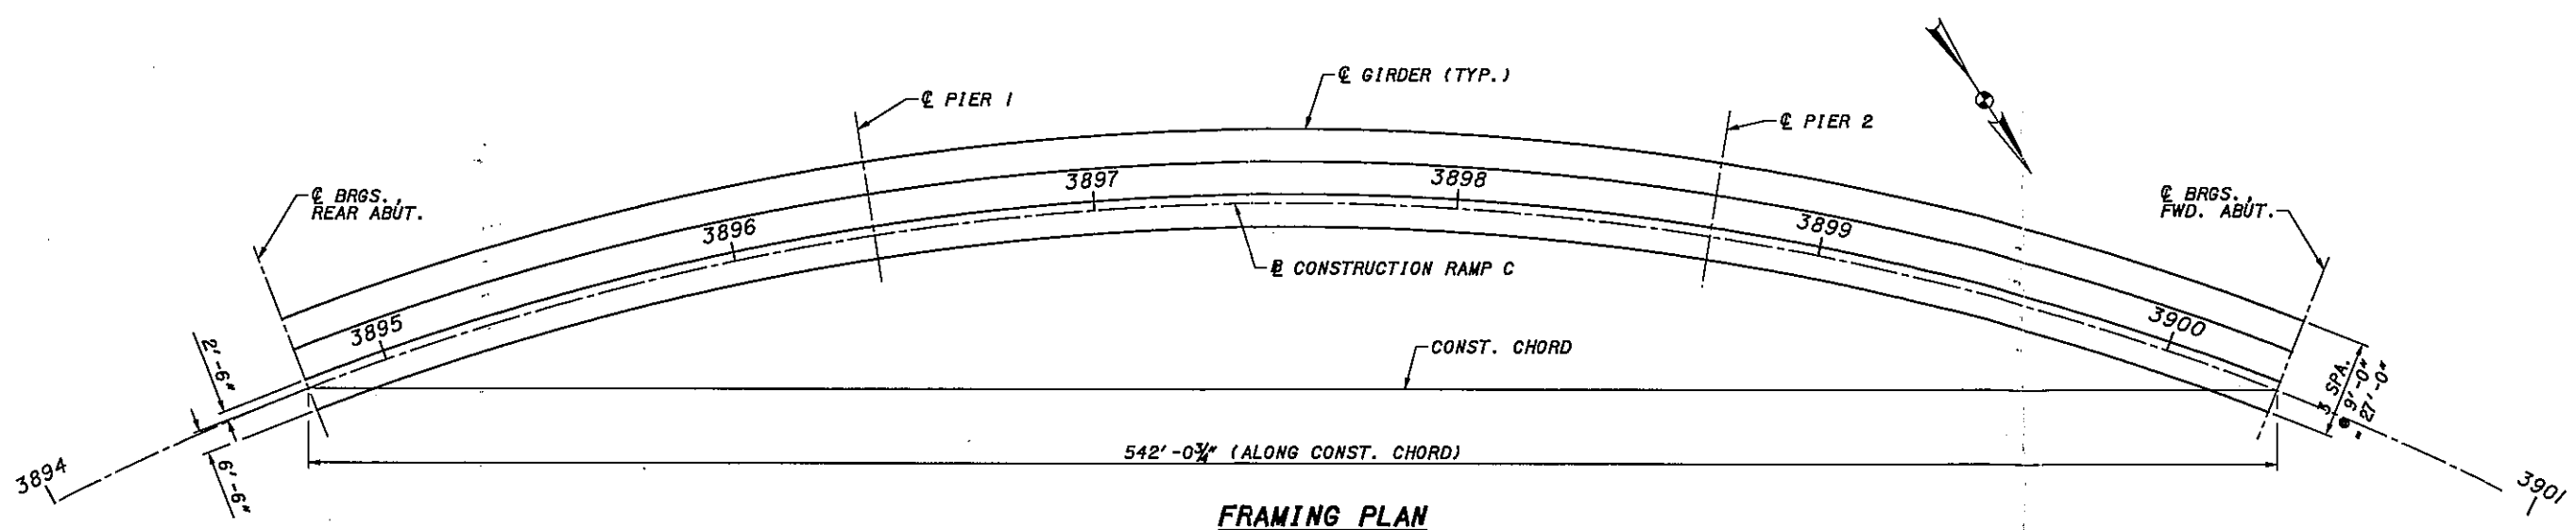 ℄ GIRDER (TYP.)
℄ PIER 1
℄ PIER 2
℄ BRGS.,
REAR ABUT.
3897
3898
℄ BRGS.,
FWD. ABUT.
3896
3899
℄ CONSTRUCTION RAMP C
3895
3900
CONST. CHORD
2'-6"
3 SPA.
@ 9'-0"
= 27'-0"
542'-0¾" (ALONG CONST. CHORD)
3894
6'-6"
3901
FRAMING PLAN